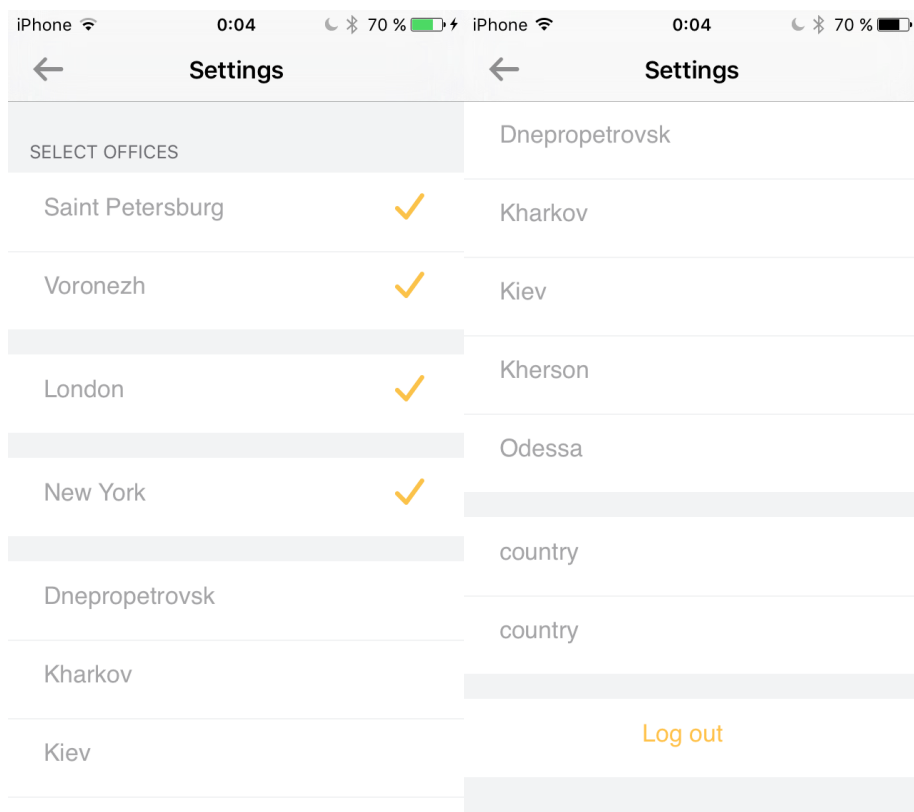 iPhone 0:04 70 %
Settings
SELECT OFFICES
Saint Petersburg
Voronezh
London
New York
Dnepropetrovsk
Kharkov
Kiev
iPhone 0:04 70 %
Settings
Dnepropetrovsk
Kharkov
Kiev
Kherson
Odessa
country
country
Log out